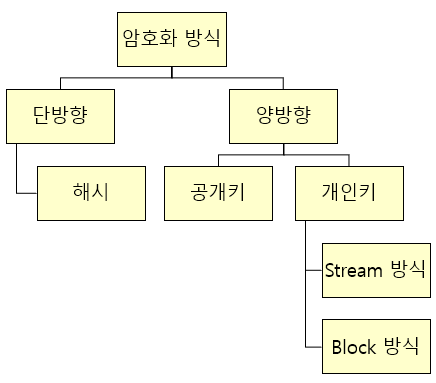 암호화 방식
단방향
양방향
해시
공개키
개인키
Stream 방식
Block 방식